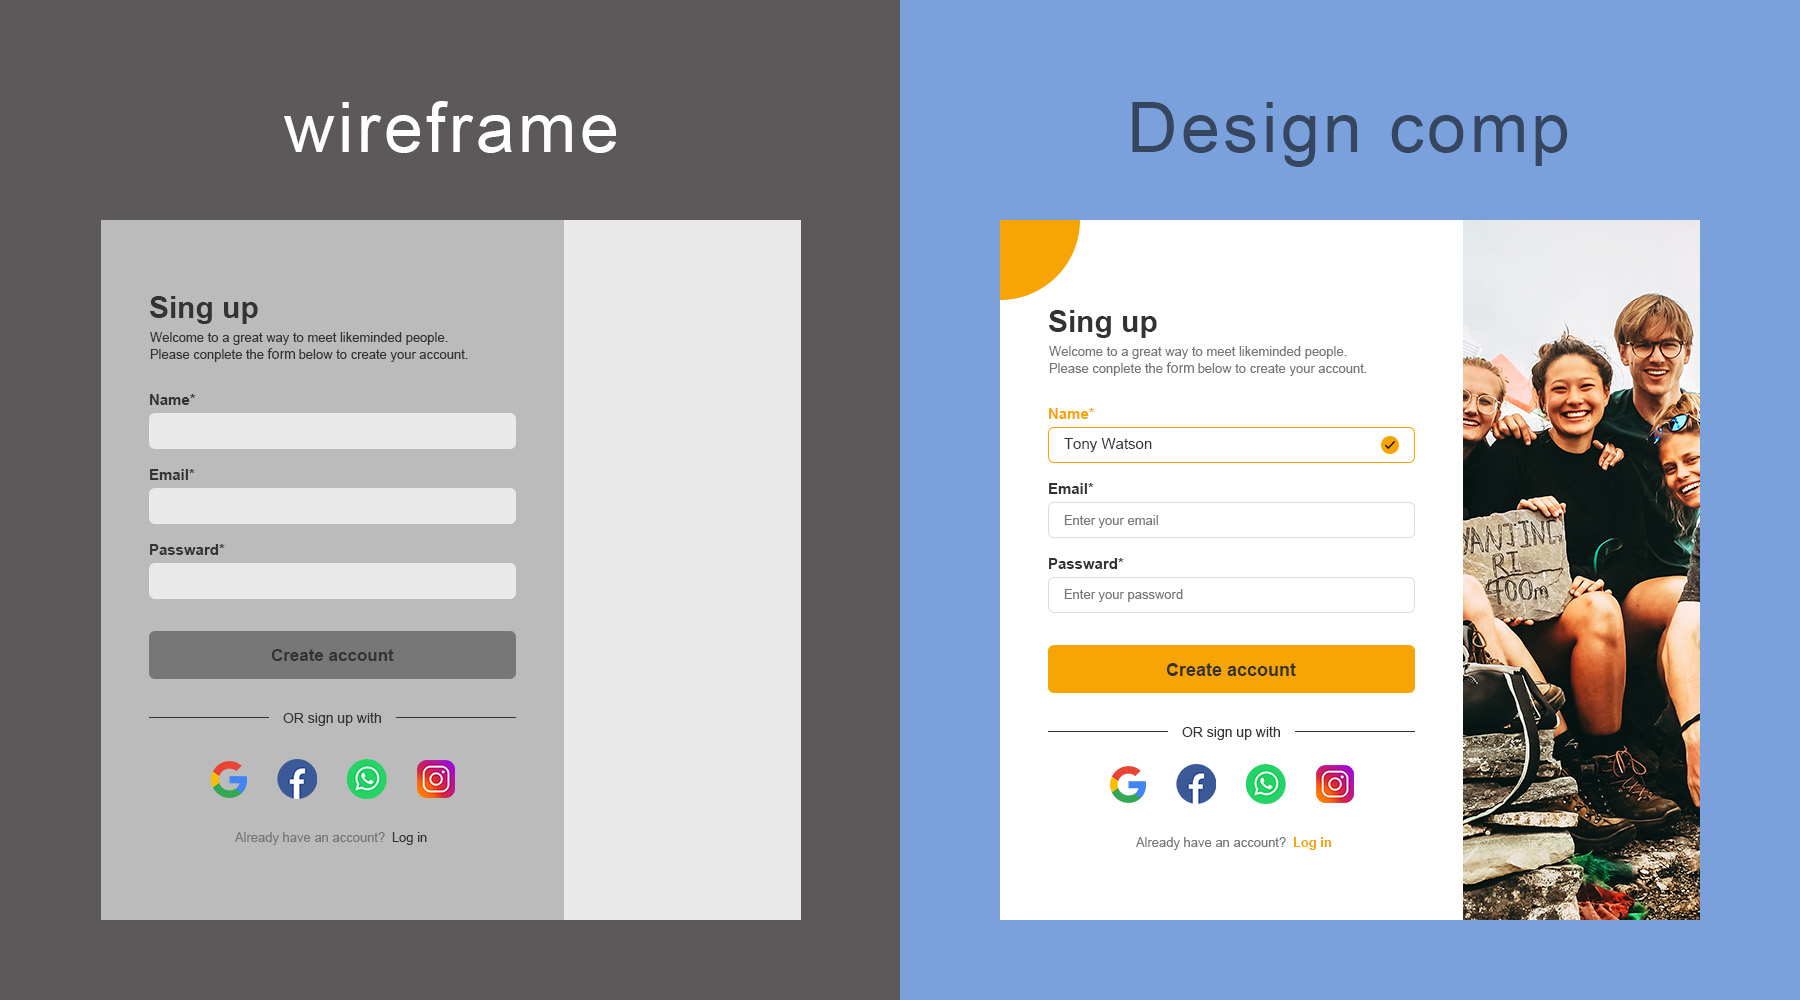 wireframe
Sing up
Welcome to a great way to meet likeminded people.
Please conplete the form below to create your account.
Name*
Email*
Passward*
Create account
OR sign up with
Already have an account? Log in
Design comp
Sing up
Welcome to a great way to meet likeminded people.
Please conplete the form below to create your account.
Name*
Tony Watson
Email*
Enter your email
Passward*
Enter your password
Create account
OR sign up with
Already have an account? Log in
RI
400m